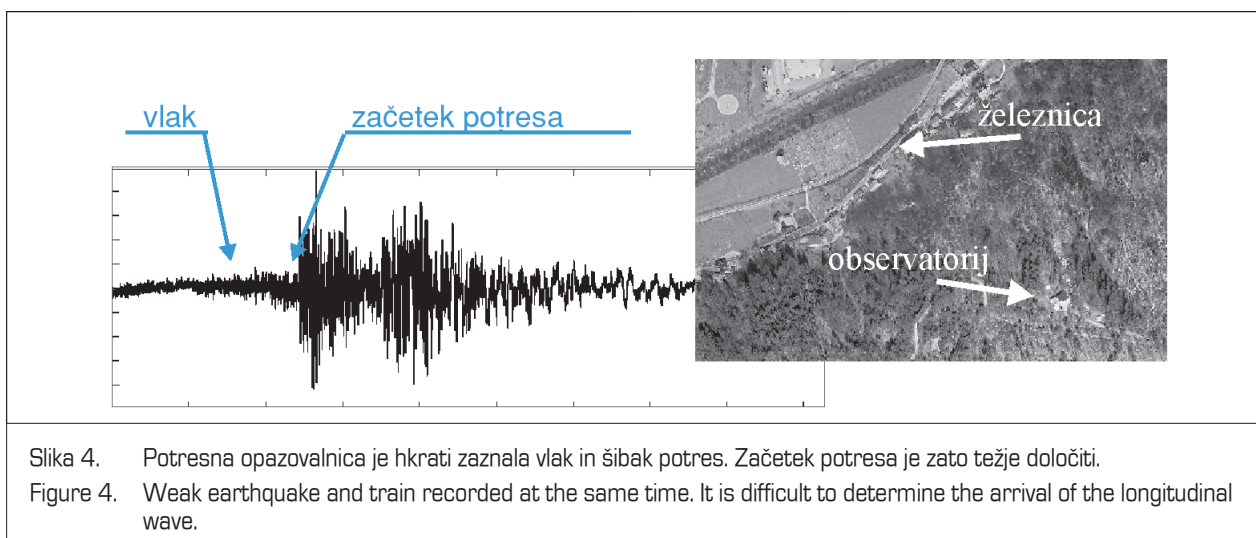 vlak
začetek potresa
železnica
observatorij
Slika 4. Potresna opazovalnica je hkrati zaznala vlak in šibak potres. Začetek potresa je zato težje določiti.
Figure 4. Weak earthquake and train recorded at the same time. It is difficult to determine the arrival of the longitudinal
wave.